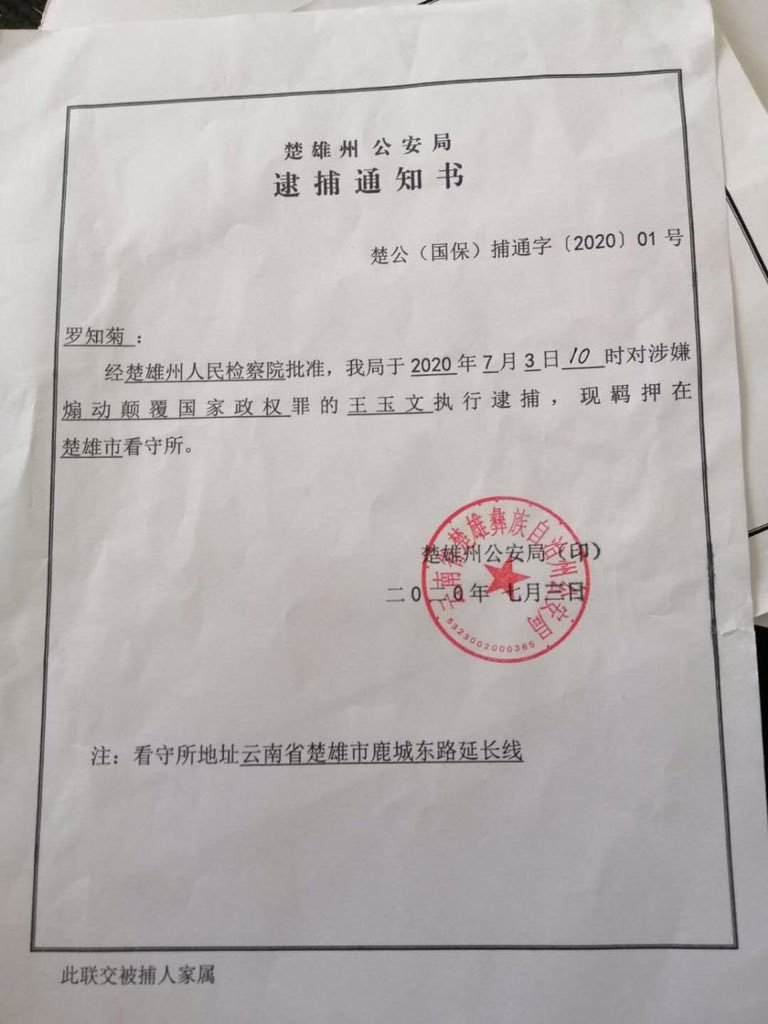 楚雄州公安局
逮捕通知书
楚公（国保）捕通字〔2020〕01号
罗知菊：
经楚雄州人民检察院批准，我局于2020年7月3日10时对涉嫌
煽动颠覆国家政权罪的王玉文执行逮捕，现羁押在
楚雄市看守所。
云南省楚雄彝族自治州公安局
楚雄州公安局（印）
二0二0年七月三日
5323002000365
注：看守所地址云南省楚雄市鹿城东路延长线
此联交被捕人家属